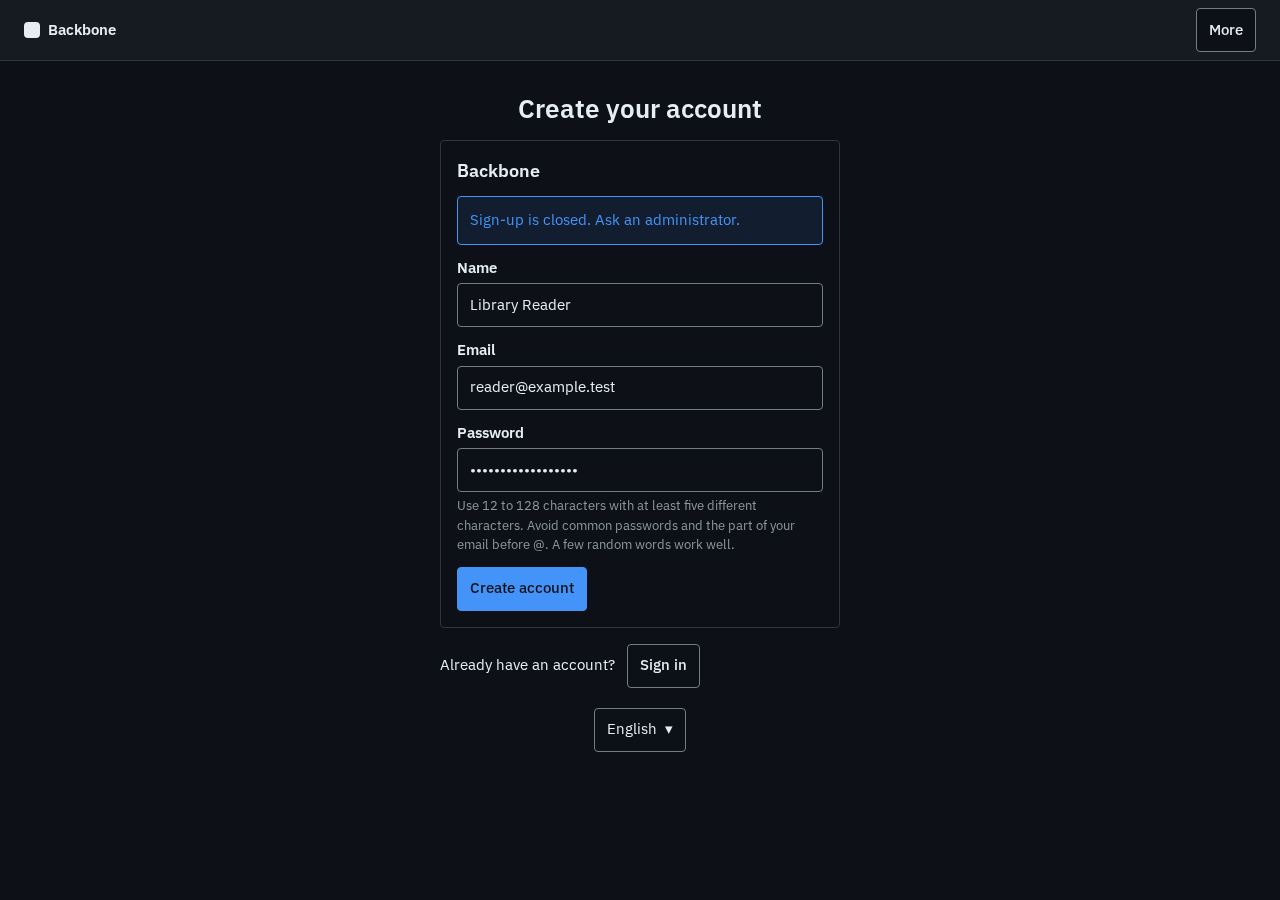 Backbone
More
Create your account
Backbone
Sign-up is closed. Ask an administrator.
Name
Library Reader
Email
reader@example.test
Password
••••••••••••••••••
Use 12 to 128 characters with at least five different
characters. Avoid common passwords and the part of your
email before @. A few random words work well.
Create account
Already have an account?
Sign in
English ▾